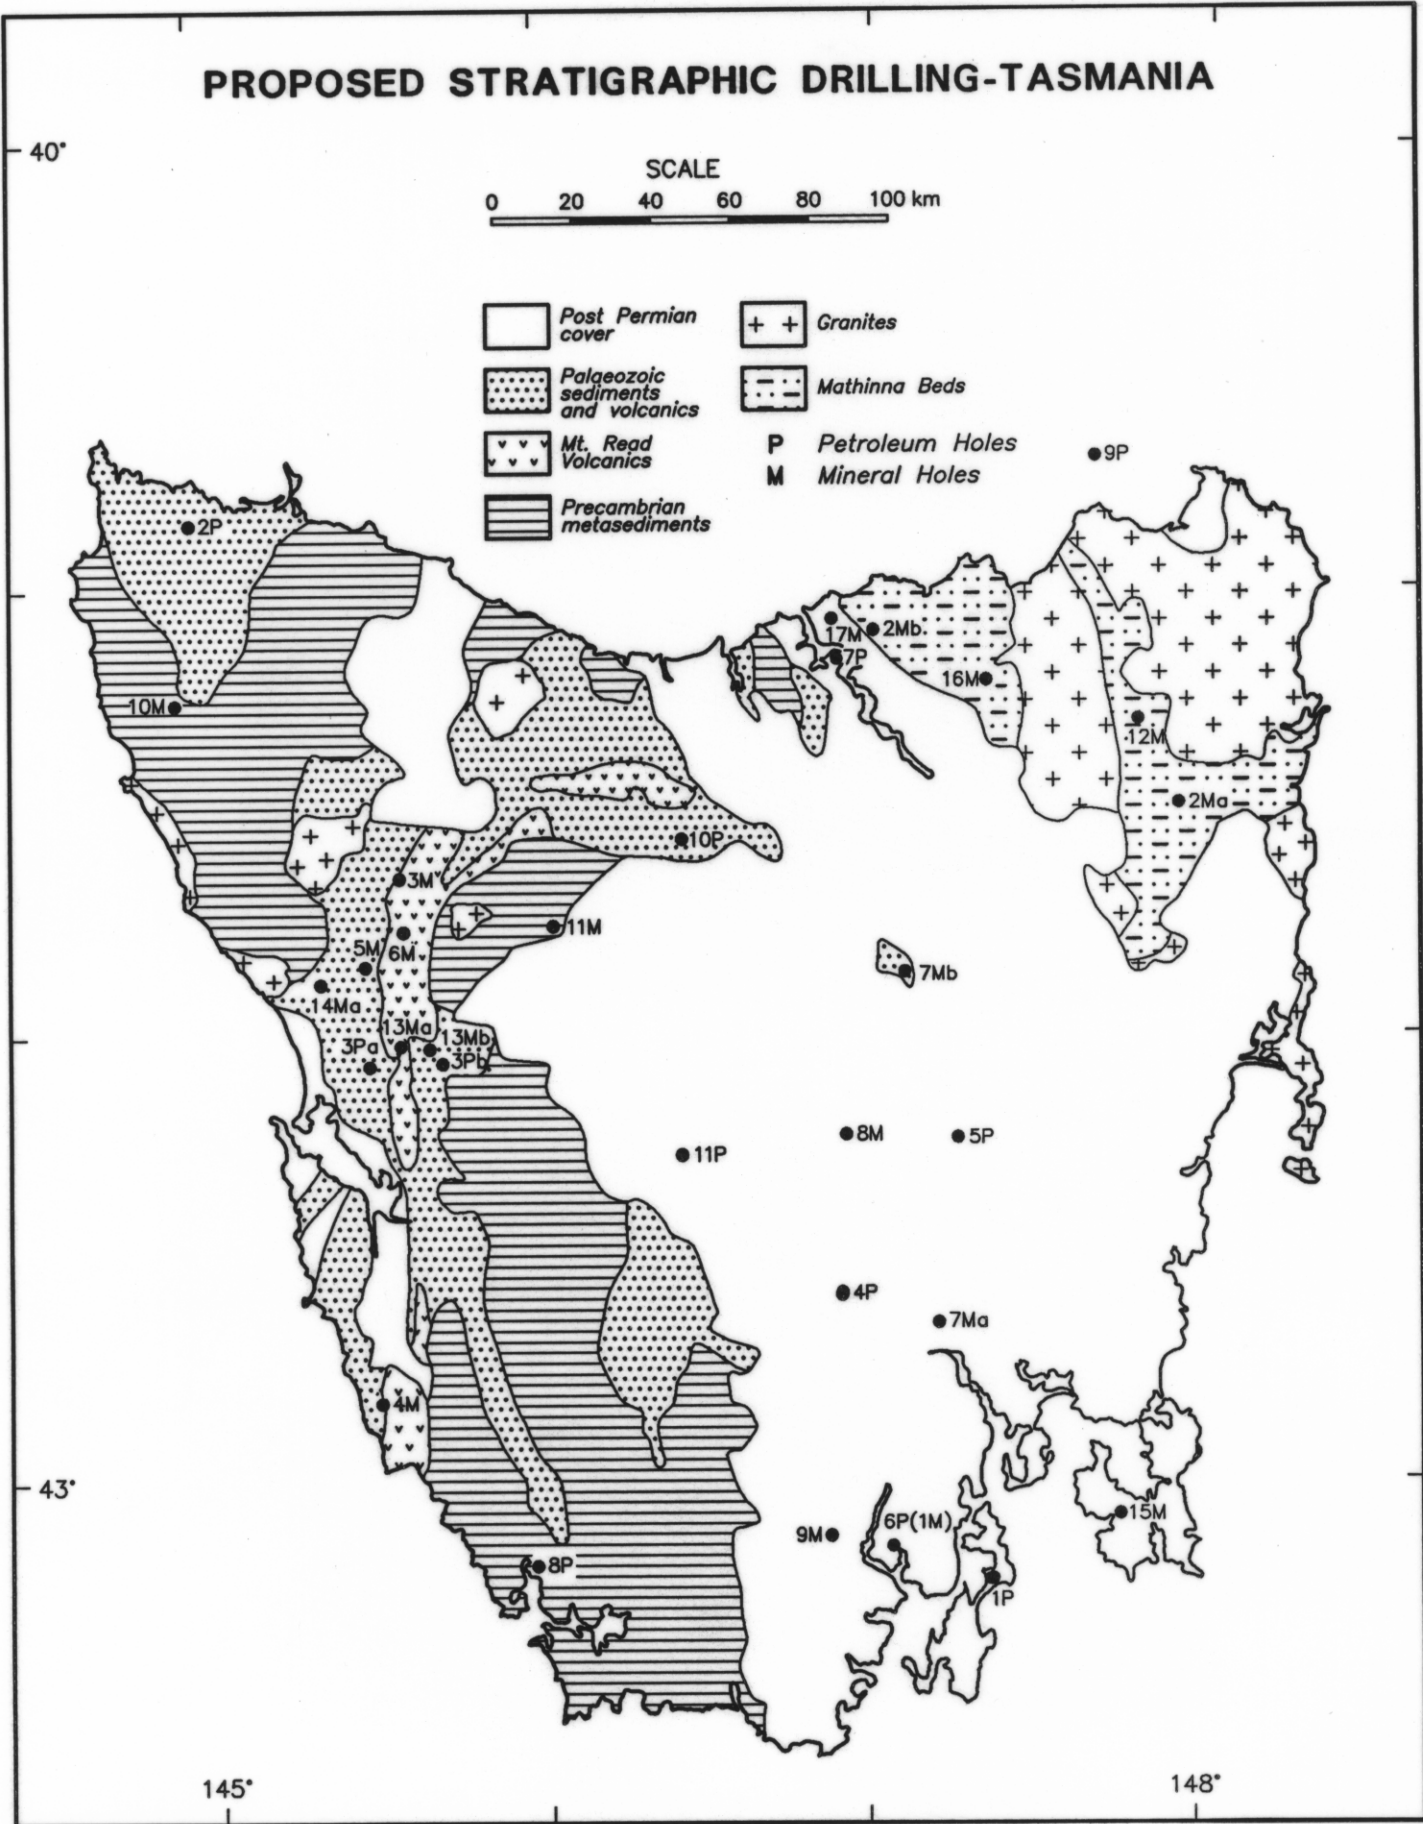 PROPOSED STRATIGRAPHIC DRILLING-TASMANIA
40°
SCALE
0 20 40 60 80 100 km
Post Permian
cover
Granites
Palaeozoic
sediments
and volcanics
Mathinna Beds
Mt. Read
Volcanics
P Petroleum Holes
M Mineral Holes
Precambrian
metasediments
9P
2P
17M
2Mb
7P
16M
10M
12M
2Ma
10P
3M
11M
6M
5M
7Mb
14Ma
13Ma
13Mb
3Pa
3Pb
8M
5P
11P
4P
7Ma
4M
43°
15M
9M
6P(1M)
8P
1P
145°
148°